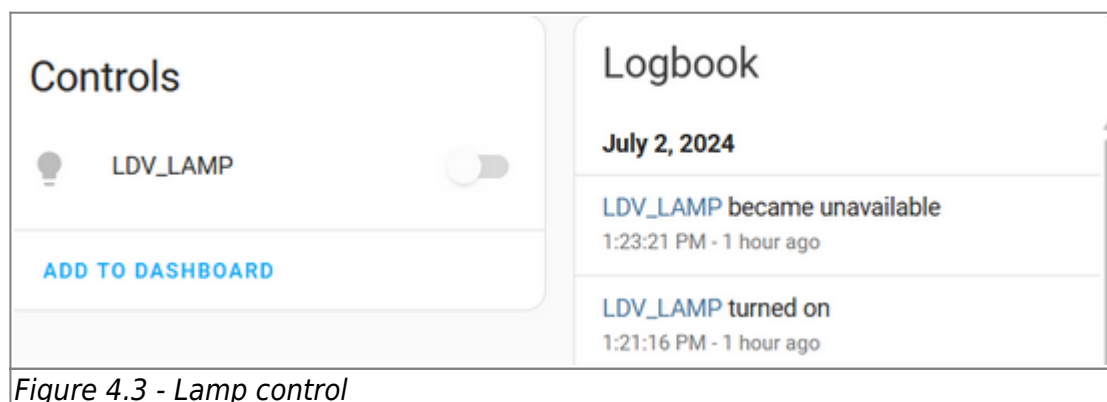 Controls
LDV_LAMP
ADD TO DASHBOARD
Logbook
July 2, 2024
LDV_LAMP became unavailable
1:23:21 PM - 1 hour ago
LDV_LAMP turned on
1:21:16 PM - 1 hour ago
Figure 4.3 - Lamp control